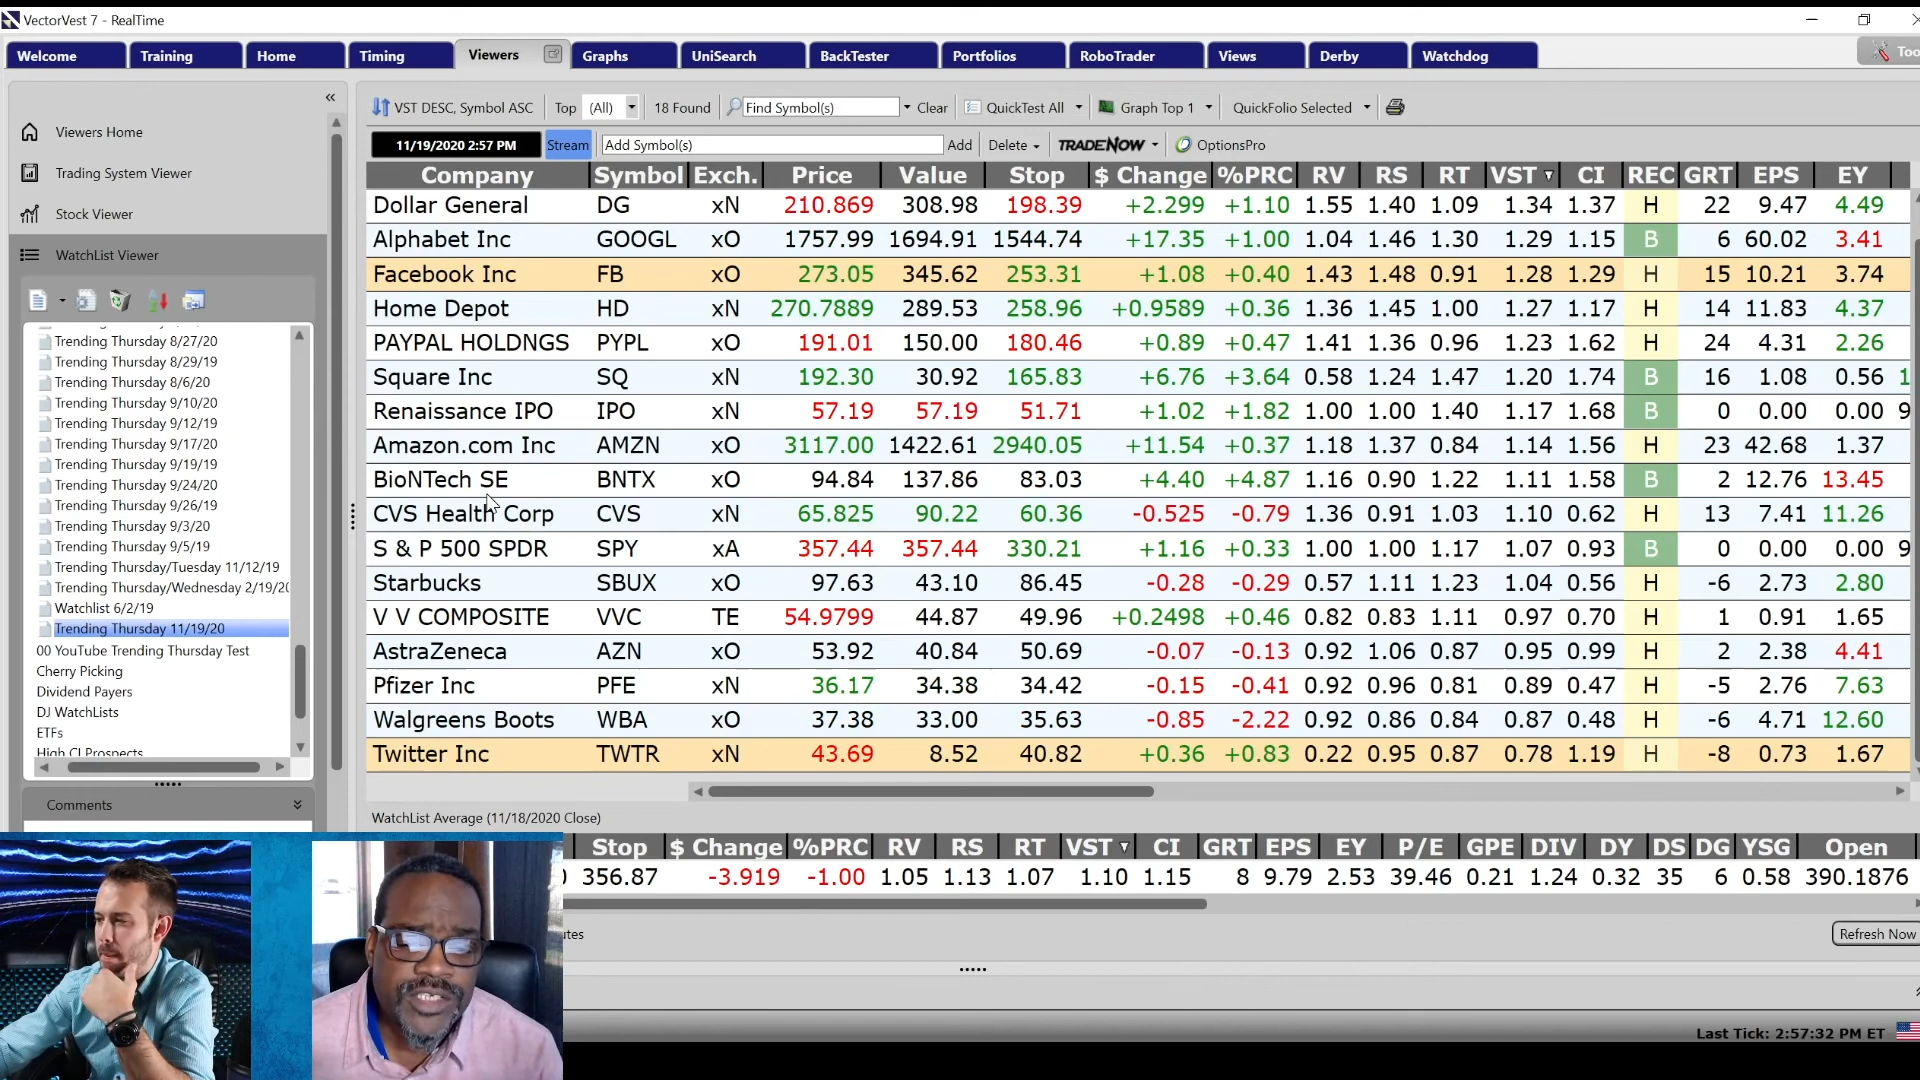 VectorVest 7 - RealTime
Welcome Training Home Timing Viewers Graphs UniSearch BackTester Portfolios RoboTrader Views Derby Watchdog Too
«
VST DESC, Symbol ASC Top (All) 18 Found Find Symbol(s) Clear QuickTest All Graph Top 1 QuickFolio Selected
Viewers Home
11/19/2020 2:57 PM Stream Add Symbol(s) Add Delete TRADENOW OptionsPro
Trading System Viewer
Stock Viewer
WatchList Viewer
Company Symbol Exch. Price Value Stop $ Change %PRC RV RS RT VST CI REC GRT EPS EY
Dollar General DG xN 210.869 308.98 198.39 +2.299 +1.10 1.55 1.40 1.09 1.34 1.37 H 22 9.47 4.49
Alphabet Inc GOOGL xO 1757.99 1694.91 1544.74 +17.35 +1.00 1.04 1.46 1.30 1.29 1.15 B 6 60.02 3.41
Facebook Inc FB xO 273.05 345.62 253.31 +1.08 +0.40 1.43 1.48 0.91 1.28 1.29 H 15 10.21 3.74
Home Depot HD xN 270.7889 289.53 258.96 +0.9589 +0.36 1.36 1.45 1.00 1.27 1.17 H 14 11.83 4.37
PAYPAL HOLDNGS PYPL xO 191.01 150.00 180.46 +0.89 +0.47 1.41 1.36 0.96 1.23 1.62 H 24 4.31 2.26
Square Inc SQ xN 192.30 30.92 165.83 +6.76 +3.64 0.58 1.24 1.47 1.20 1.74 B 16 1.08 0.56 1
Renaissance IPO IPO xN 57.19 57.19 51.71 +1.02 +1.82 1.00 1.00 1.40 1.17 1.68 B 0 0.00 0.00 9
Amazon.com Inc AMZN xO 3117.00 1422.61 2940.05 +11.54 +0.37 1.18 1.37 0.84 1.14 1.56 H 23 42.68 1.37
BioNTech SE BNTX xO 94.84 137.86 83.03 +4.40 +4.87 1.16 0.90 1.22 1.11 1.58 B 2 12.76 13.45
CVS Health Corp CVS xN 65.825 90.22 60.36 -0.525 -0.79 1.36 0.91 1.03 1.10 0.62 H 13 7.41 11.26
S & P 500 SPDR SPY xA 357.44 357.44 330.21 +1.16 +0.33 1.00 1.00 1.17 1.07 0.93 B 0 0.00 0.00 9
Starbucks SBUX xO 97.63 43.10 86.45 -0.28 -0.29 0.57 1.11 1.23 1.04 0.56 H -6 2.73 2.80
V V COMPOSITE VVC TE 54.9799 44.87 49.96 +0.2498 +0.46 0.82 0.83 1.11 0.97 0.70 H 1 0.91 1.65
AstraZeneca AZN xO 53.92 40.84 50.69 -0.07 -0.13 0.92 1.06 0.87 0.95 0.99 H 2 2.38 4.41
Pfizer Inc PFE xN 36.17 34.38 34.42 -0.15 -0.41 0.92 0.96 0.81 0.89 0.47 H -5 2.76 7.63
Walgreens Boots WBA xO 37.38 33.00 35.63 -0.85 -2.22 0.92 0.86 0.84 0.87 0.48 H -6 4.71 12.60
Twitter Inc TWTR xN 43.69 8.52 40.82 +0.36 +0.83 0.22 0.95 0.87 0.78 1.19 H -8 0.73 1.67
Trending Thursday 8/27/20
Trending Thursday 8/29/19
Trending Thursday 8/6/20
Trending Thursday 9/10/20
Trending Thursday 9/12/19
Trending Thursday 9/17/20
Trending Thursday 9/19/19
Trending Thursday 9/24/20
Trending Thursday 9/26/19
Trending Thursday 9/3/20
Trending Thursday 9/5/19
Trending Thursday/Tuesday 11/12/19
Trending Thursday/Wednesday 2/19/20
Watchlist 6/2/19
Trending Thursday 11/19/20
00 YouTube Trending Thursday Test
Cherry Picking
Dividend Payers
DJ WatchLists
ETFs
High CI Prospects
Comments
WatchList Average (11/18/2020 Close)
Stop $ Change %PRC RV RS RT VST CI GRT EPS EY P/E GPE DIV DY DS DG YSG Open
356.87 -3.919 -1.00 1.05 1.13 1.07 1.10 1.15 8 9.79 2.53 39.46 0.21 1.24 0.32 35 6 0.58 390.1876
utes Refresh Now
Last Tick: 2:57:32 PM ET